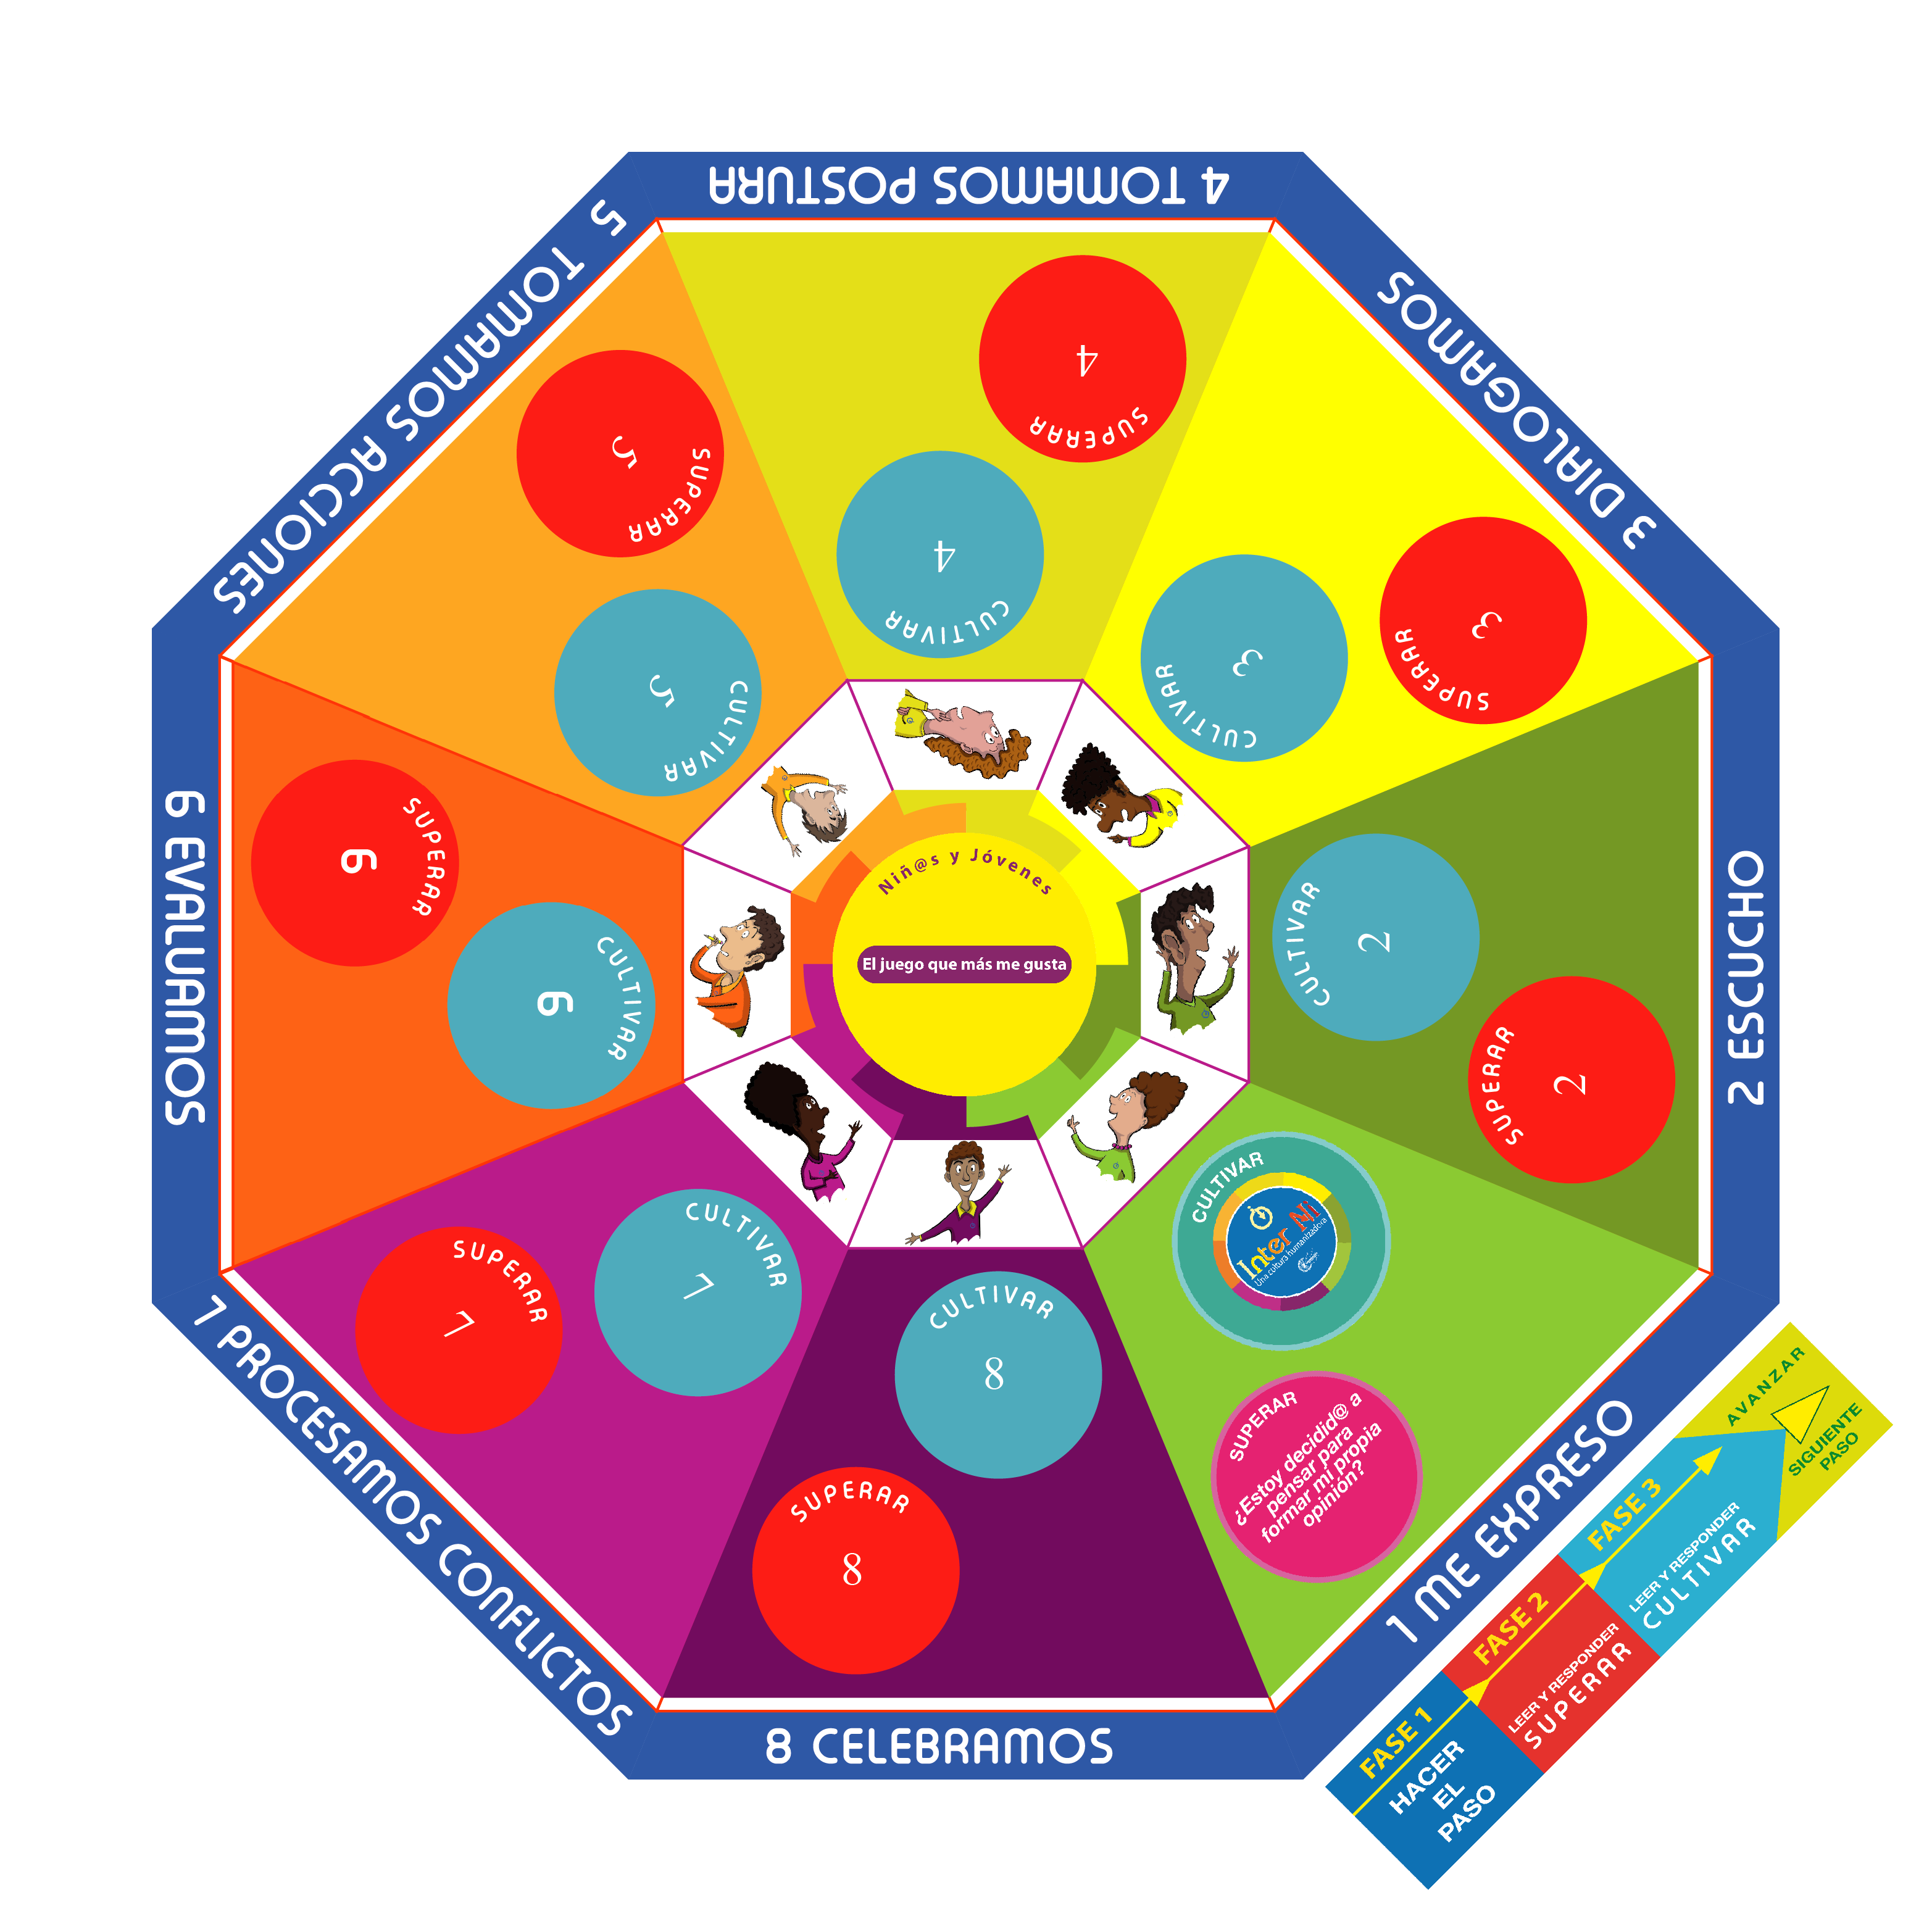 4 TOMAMOS POSTURA
5 TOMAMOS ACCIONES
3 DIALOGAMOS
6 EVALUAMOS
2 ESCUCHO
7 PROCESAMOS CONFLICTOS
8 CELEBRAMOS
1 ME EXPRESO
4
SUPERAR
4
CULTIVAR
5
SUPERAR
5
CULTIVAR
3
SUPERAR
3
CULTIVAR
SUPERAR
6
CULTIVAR
6
CULTIVAR
2
SUPERAR
2
Niñ@s y Jóvenes
El juego que más me gusta
SUPERAR
7
CULTIVAR
7
CULTIVAR
8
SUPERAR
8
CULTIVAR
Inter Ni
Una cultura humanizadora
SUPERAR
¿Estoy decidid@ a
pensar para
formar mi propia
opinión?
FASE 1
HACER
EL
PASO
FASE 2
LEER Y RESPONDER
SUPERAR
FASE 3
LEER Y RESPONDER
CULTIVAR
AVANZAR
SIGUIENTE
PASO